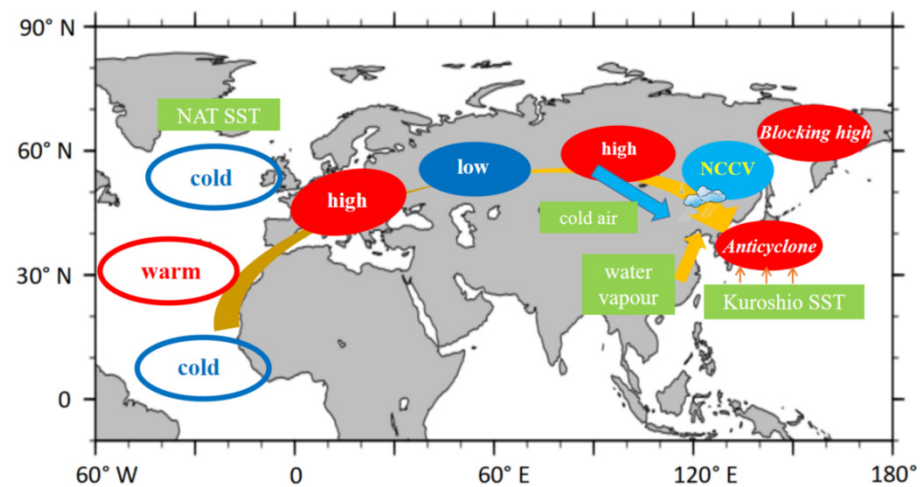 90° N
60° N
30° N
0
60° W
0
60° E
120° E
180°
NAT SST
cold
warm
cold
high
low
high
NCCV
Blocking high
cold air
Anticyclone
water
vapour
Kuroshio SST